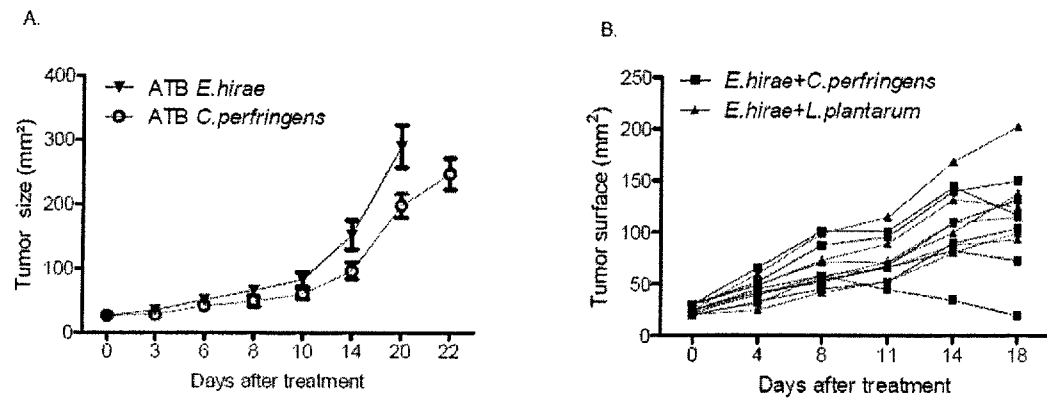 A.
400
300
200
100
0
Tumor size (mm²)
ATB E.hirae
ATB C.perfringens
0 3 6 8 10 14 20 22
Days after treatment
B.
250
200
150
100
50
0
Tumor surface (mm²)
E.hirae+C.perfringens
E.hirae+L.plantarum
0 4 8 11 14 18
Days after treatment